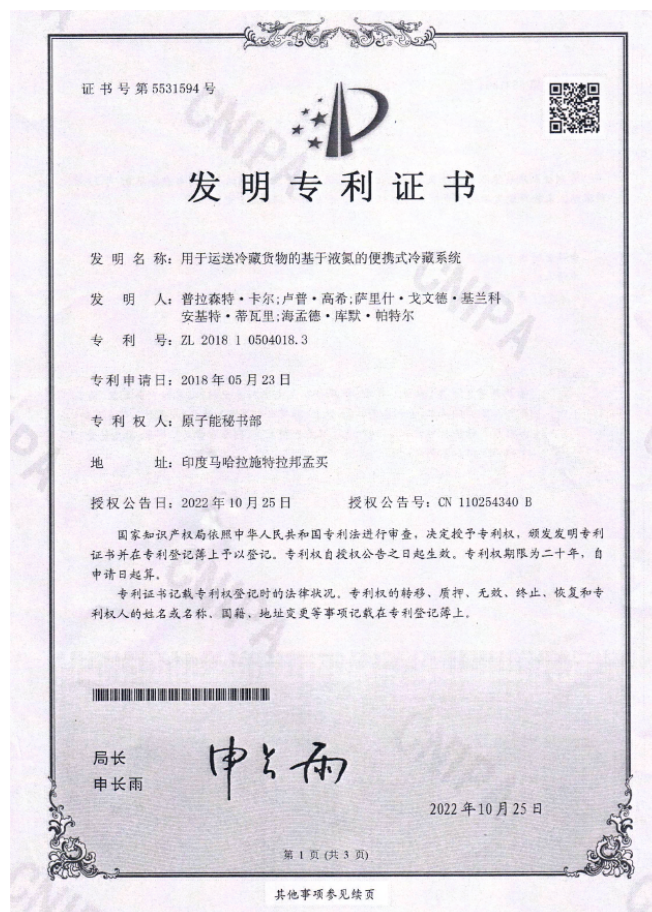 证书号第5531594号
发明专利证书
发明名称：用于运送冷藏货物的基于液氮的便携式冷藏系统
发明人：普拉森特·卡尔;卢普·高希;萨里什·戈文德·基兰科
安基特·蒂瓦里;海孟德·库默·帕特尔
专利号：ZL 2018 1 0504018.3
专利申请日：2018年05月23日
专利权人：原子能秘书部
地址：印度马哈拉施特拉邦孟买
授权公告日：2022年10月25日 授权公告号：CN 110254340 B
国家知识产权局依照中华人民共和国专利法进行审查，决定授予专利权，颁发发明专利
证书并在专利登记簿上予以登记。专利权自授权公告之日起生效。专利权期限为二十年，自
申请日起算。
专利证书记载专利权登记时的法律状况。专利权的转移、质押、无效、终止、恢复和专
利权人的姓名或名称、国籍、地址变更等事项记载在专利登记簿上。
局长
申长雨
申长雨
2022年10月25日
第 1 页 (共 3 页)
其他事项参见续页
CNIPA
CNIPA
CNIPA
CNIPA